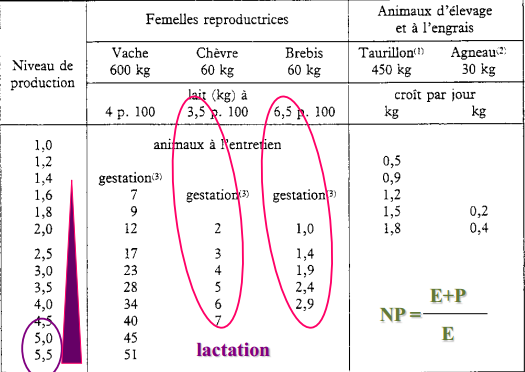 Femelles reproductrices
Animaux d'élevage
et à l'engrais
Niveau de
production
Vache
600 kg
Chèvre
60 kg
Brebis
60 kg
Taurillon(1)
450 kg
Agneau(2)
30 kg
lait (kg) à
4 p. 100 3,5 p. 100 6,5 p. 100
croît par jour
kg kg
1,0 animaux à l'entretien
1,2 0,5
1,4 gestation(3) 0,9
1,6 7 gestation(3) gestation(3) 1,2
1,8 9 1,5 0,2
2,0 12 2 1,0 1,8 0,4
2,5 17 3 1,4
3,0 23 4 1,9
3,5 28 5 2,4
4,0 34 6 2,9
4,5 40 7
5,0 45
5,5 51
lactation
NP = E+P
E